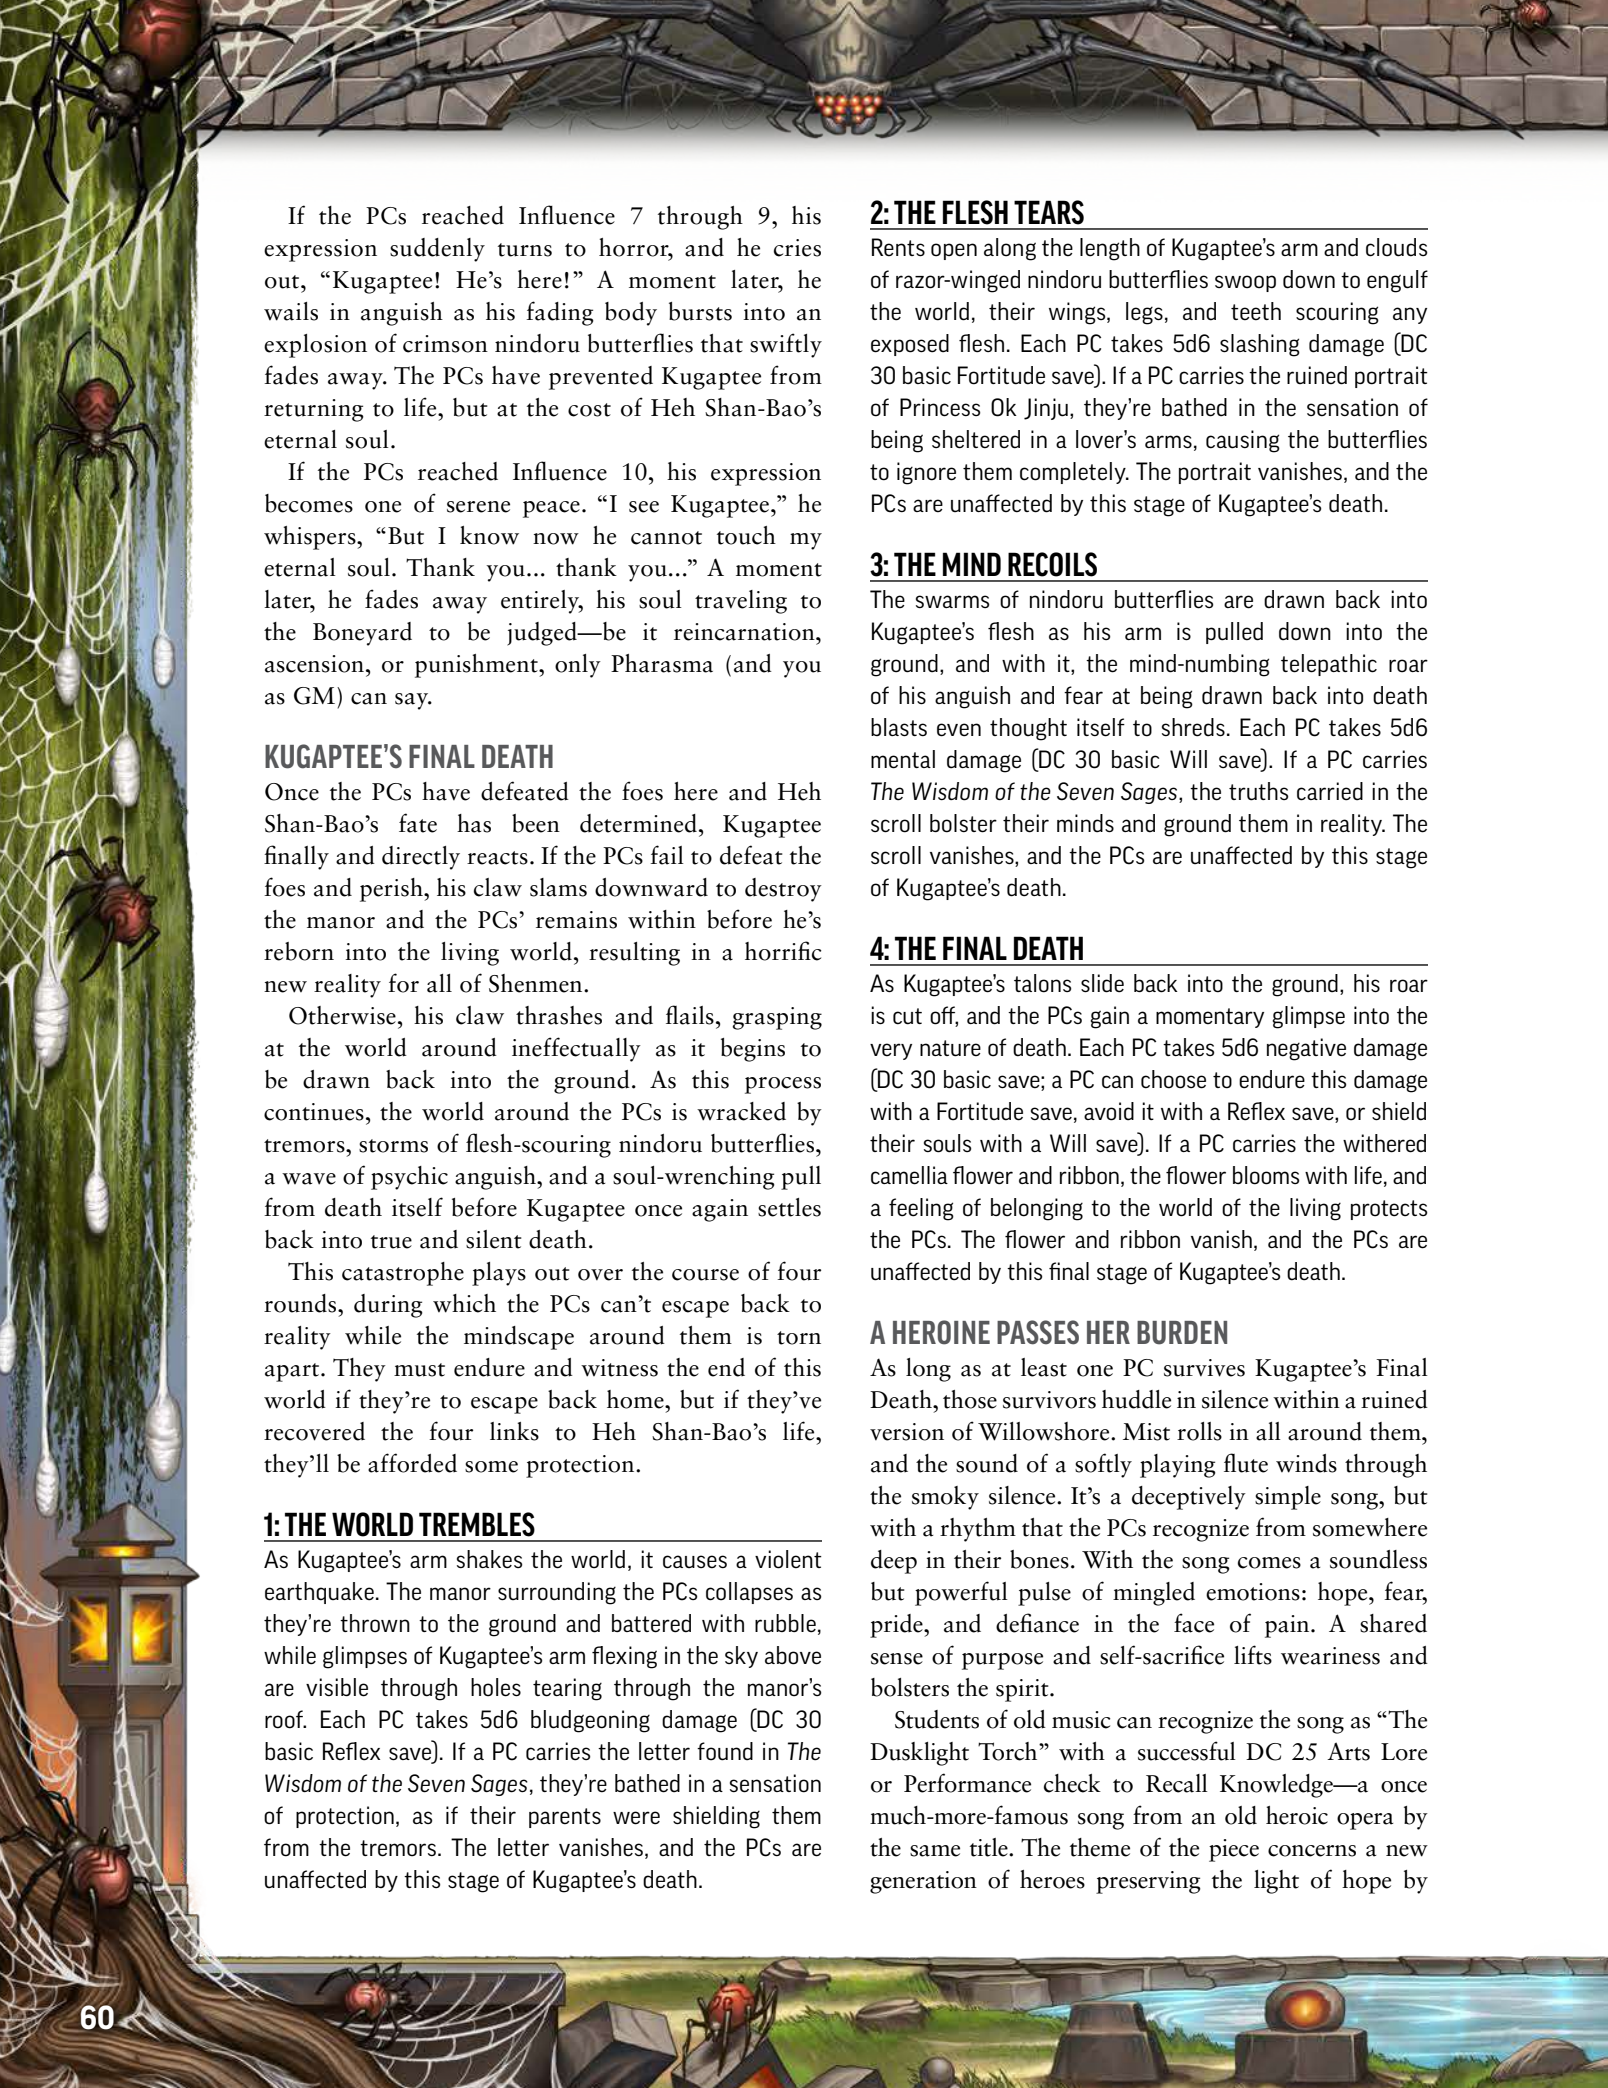 If the PCs reached Influence 7 through 9, his
expression suddenly turns to horror, and he cries
out, “Kugaptee! He’s here!” A moment later, he
wails in anguish as his fading body bursts into an
explosion of crimson nindoru butterflies that swiftly
fades away. The PCs have prevented Kugaptee from
returning to life, but at the cost of Heh Shan-Bao’s
eternal soul.
If the PCs reached Influence 10, his expression
becomes one of serene peace. “I see Kugaptee,” he
whispers, “But I know now he cannot touch my
eternal soul. Thank you... thank you...” A moment
later, he fades away entirely, his soul traveling to
the Boneyard to be judged—be it reincarnation,
ascension, or punishment, only Pharasma (and you
as GM) can say.
KUGAPTEE’S FINAL DEATH
Once the PCs have defeated the foes here and Heh
Shan-Bao’s fate has been determined, Kugaptee
finally and directly reacts. If the PCs fail to defeat the
foes and perish, his claw slams downward to destroy
the manor and the PCs’ remains within before he’s
reborn into the living world, resulting in a horrific
new reality for all of Shenmen.
Otherwise, his claw thrashes and flails, grasping
at the world around ineffectually as it begins to
be drawn back into the ground. As this process
continues, the world around the PCs is wracked by
tremors, storms of flesh-scouring nindoru butterflies,
a wave of psychic anguish, and a soul-wrenching pull
from death itself before Kugaptee once again settles
back into true and silent death.
This catastrophe plays out over the course of four
rounds, during which the PCs can’t escape back to
reality while the mindscape around them is torn
apart. They must endure and witness the end of this
world if they’re to escape back home, but if they’ve
recovered the four links to Heh Shan-Bao’s life,
they’ll be afforded some protection.
1: THE WORLD TREMBLES
As Kugaptee’s arm shakes the world, it causes a violent
earthquake. The manor surrounding the PCs collapses as
they’re thrown to the ground and battered with rubble,
while glimpses of Kugaptee’s arm flexing in the sky above
are visible through holes tearing through the manor’s
roof. Each PC takes 5d6 bludgeoning damage (DC 30
basic Reflex save). If a PC carries the letter found in The
Wisdom of the Seven Sages, they’re bathed in a sensation
of protection, as if their parents were shielding them
from the tremors. The letter vanishes, and the PCs are
unaffected by this stage of Kugaptee’s death.
2: THE FLESH TEARS
Rents open along the length of Kugaptee’s arm and clouds
of razor-winged nindoru butterflies swoop down to engulf
the world, their wings, legs, and teeth scouring any
exposed flesh. Each PC takes 5d6 slashing damage (DC
30 basic Fortitude save). If a PC carries the ruined portrait
of Princess Ok Jinju, they’re bathed in the sensation of
being sheltered in a lover’s arms, causing the butterflies
to ignore them completely. The portrait vanishes, and the
PCs are unaffected by this stage of Kugaptee’s death.
3: THE MIND RECOILS
The swarms of nindoru butterflies are drawn back into
Kugaptee’s flesh as his arm is pulled down into the
ground, and with it, the mind-numbing telepathic roar
of his anguish and fear at being drawn back into death
blasts even thought itself to shreds. Each PC takes 5d6
mental damage (DC 30 basic Will save). If a PC carries
The Wisdom of the Seven Sages, the truths carried in the
scroll bolster their minds and ground them in reality. The
scroll vanishes, and the PCs are unaffected by this stage
of Kugaptee’s death.
4: THE FINAL DEATH
As Kugaptee’s talons slide back into the ground, his roar
is cut off, and the PCs gain a momentary glimpse into the
very nature of death. Each PC takes 5d6 negative damage
(DC 30 basic save; a PC can choose to endure this damage
with a Fortitude save, avoid it with a Reflex save, or shield
their souls with a Will save). If a PC carries the withered
camellia flower and ribbon, the flower blooms with life, and
a feeling of belonging to the world of the living protects
the PCs. The flower and ribbon vanish, and the PCs are
unaffected by this final stage of Kugaptee’s death.
A HEROINE PASSES HER BURDEN
As long as at least one PC survives Kugaptee’s Final
Death, those survivors huddle in silence within a ruined
version of Willowshore. Mist rolls in all around them,
and the sound of a softly playing flute winds through
the smoky silence. It’s a deceptively simple song, but
with a rhythm that the PCs recognize from somewhere
deep in their bones. With the song comes a soundless
but powerful pulse of mingled emotions: hope, fear,
pride, and defiance in the face of pain. A shared
sense of purpose and self-sacrifice lifts weariness and
bolsters the spirit.
Students of old music can recognize the song as “The
Dusklight Torch” with a successful DC 25 Arts Lore
or Performance check to Recall Knowledge—a once
much-more-famous song from an old heroic opera by
the same title. The theme of the piece concerns a new
generation of heroes preserving the light of hope by
60